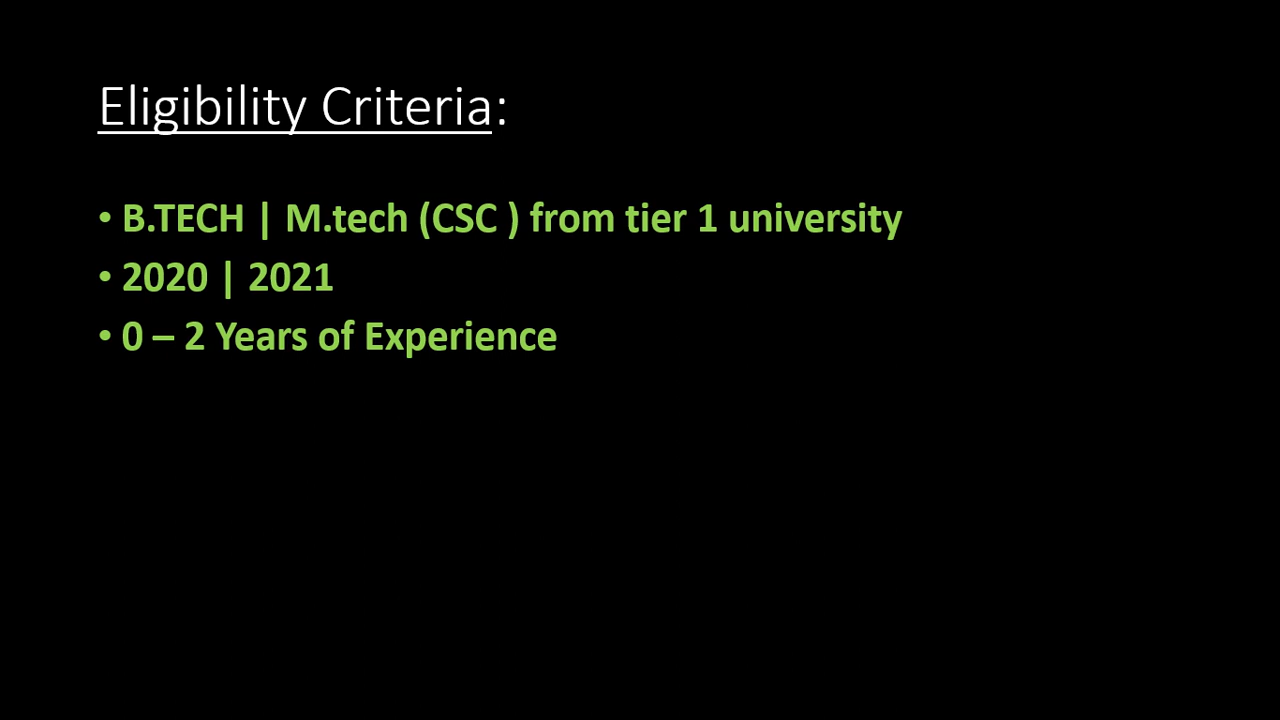 Eligibility Criteria:
• B.TECH | M.tech (CSC ) from tier 1 university
• 2020 | 2021
• 0 – 2 Years of Experience